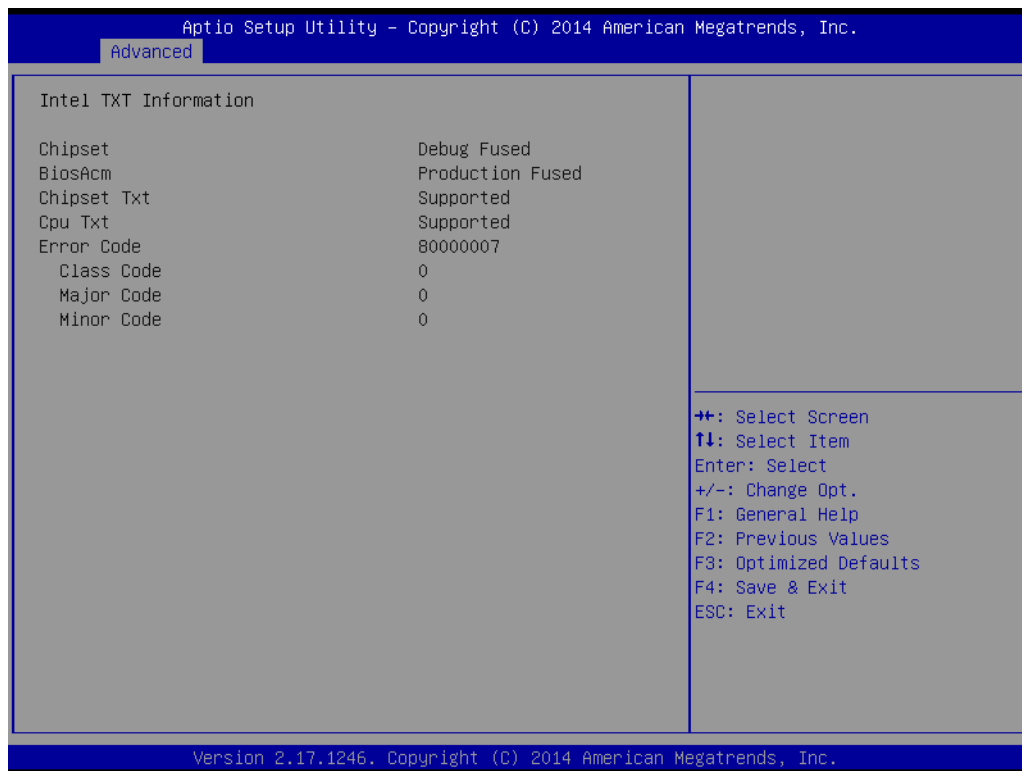 Aptio Setup Utility – Copyright (C) 2014 American Megatrends, Inc.
Advanced
Intel TXT Information
Chipset Debug Fused
BiosAcm Production Fused
Chipset Txt Supported
Cpu Txt Supported
Error Code 80000007
Class Code 0
Major Code 0
Minor Code 0
→←: Select Screen
↑↓: Select Item
Enter: Select
+/-: Change Opt.
F1: General Help
F2: Previous Values
F3: Optimized Defaults
F4: Save & Exit
ESC: Exit
Version 2.17.1246. Copyright (C) 2014 American Megatrends, Inc.